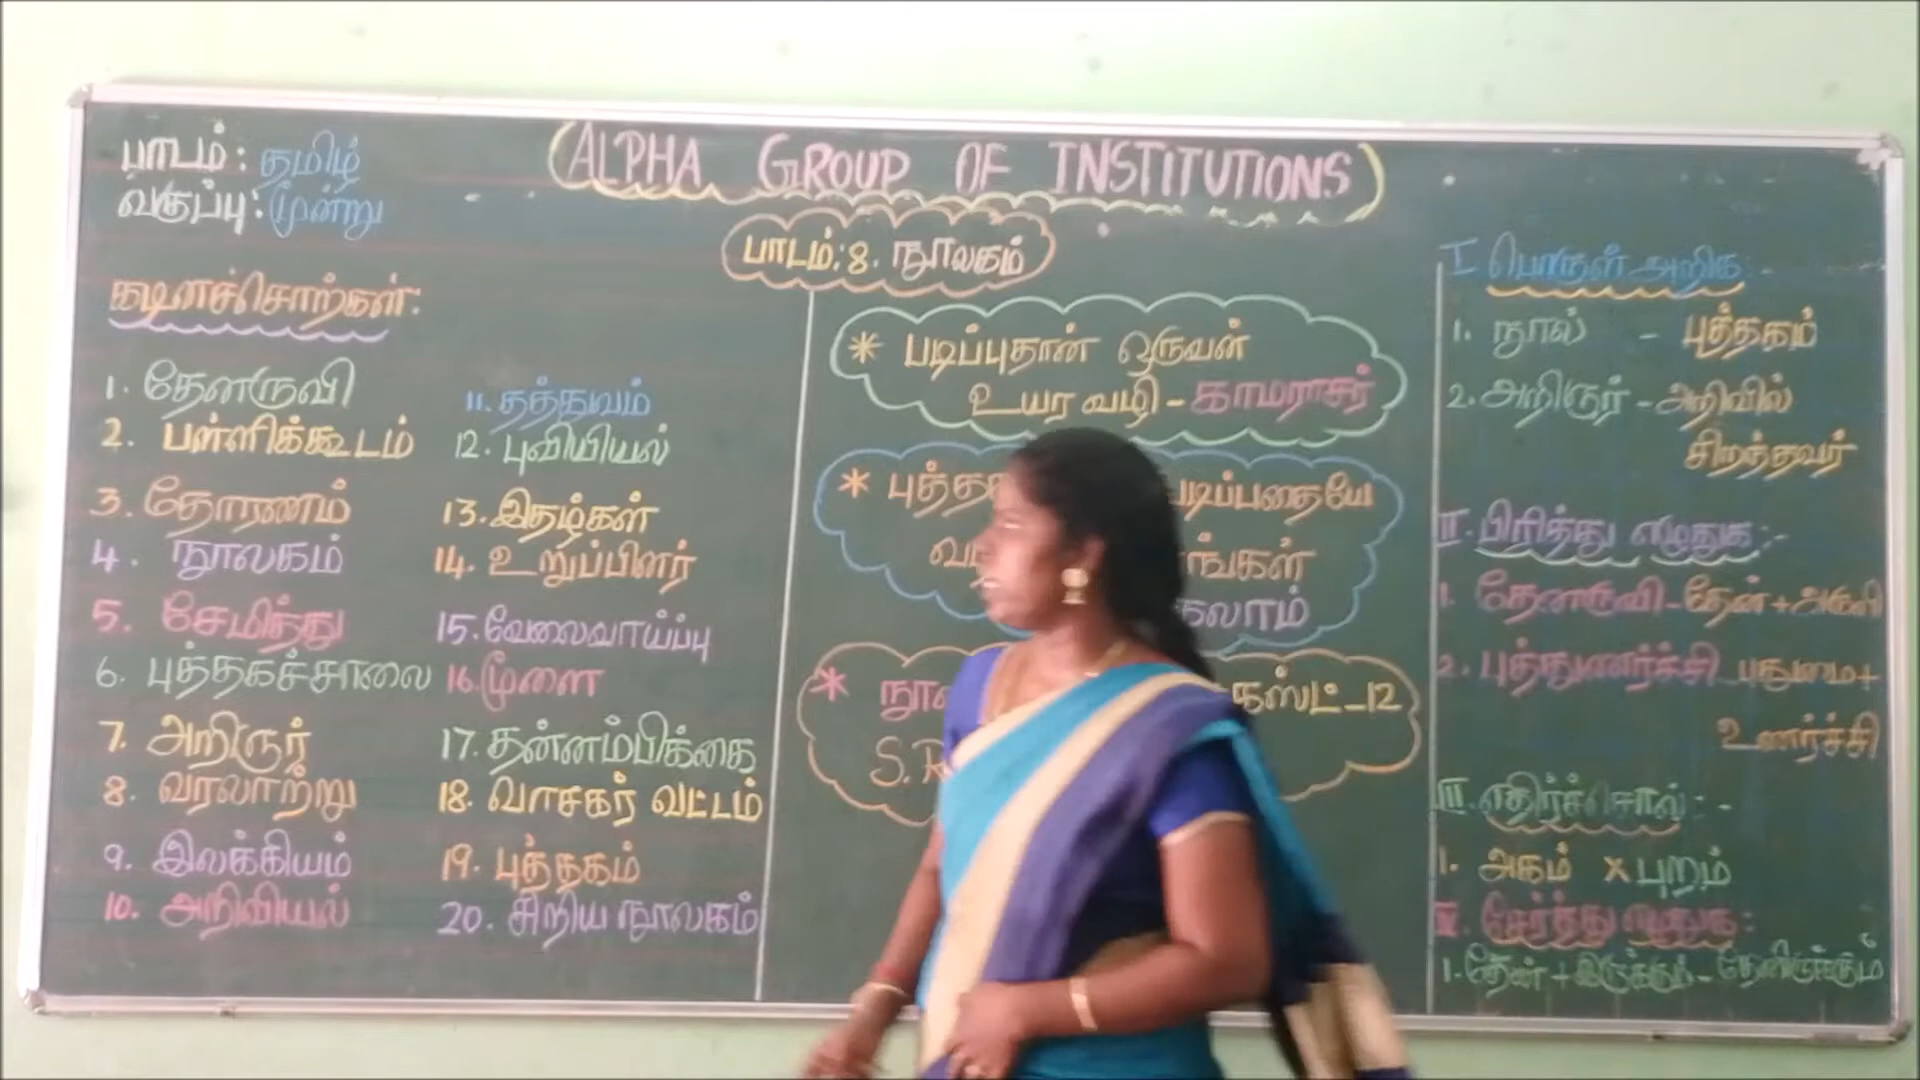 ALPHA GROUP OF INSTITUTIONS
பாடம் : தமிழ்
வகுப்பு : மூன்று
பாடம் : 8. நூலகம்
கடினச்சொற்கள் :
1. தேனருவி
2. பள்ளிக்கூடம்
3. தோரணம்
4. நூலகம்
5. சேமித்து
6. புத்தகச்சாலை
7. அறிஞர்
8. வரலாற்று
9. இலக்கியம்
10. அறிவியல்
11. தத்துவம்
12. புவியியல்
13. இதழ்கள்
14. உறுப்பினர்
15. வேலைவாய்ப்பு
16. மூளை
17. தன்னம்பிக்கை
18. வாசகர் வட்டம்
19. புத்தகம்
20. சிறிய நூலகம்
* படிப்புதான் ஒருவன்
உயர வழி - காமராசர்
*
கலாம்
*
கஸ்ட் - 12
S.R
I பொருள் அறிக : -
1. நூல் - புத்தகம்
2. அறிஞர் - அறிவில்
சிறந்தவர்
II. பிரித்து எழுதுக : -
1. தேனருவி - தேன் + அருவி
2. புத்துணர்ச்சி - புதுமை +
உணர்ச்சி
III. எதிர்ச்சொல் : -
1. அகம் x புறம்
IV. சேர்த்து எழுதுக :
1. தேன் + இருக்கும் - தேனிருக்கும்